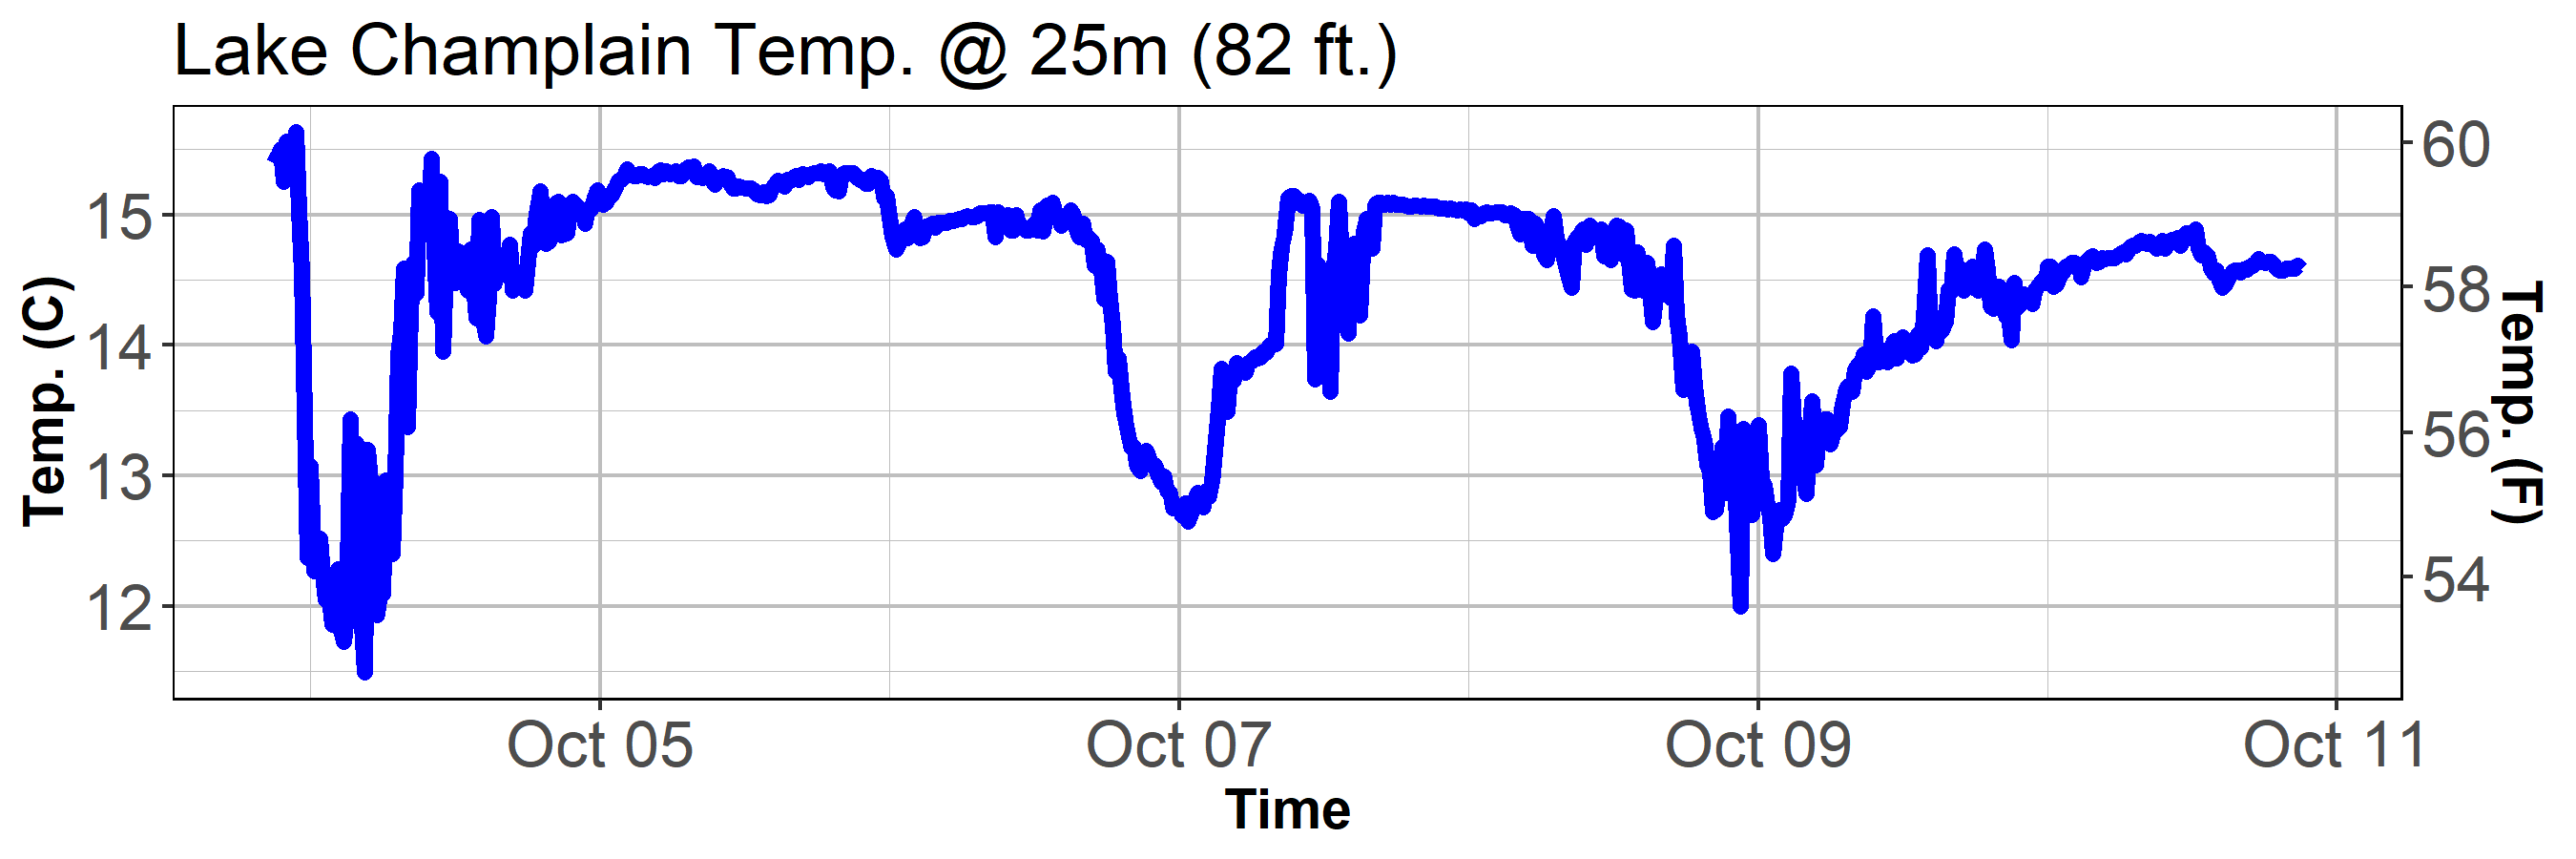 Lake Champlain Temp. @ 25m (82 ft.)
Temp. (C)
15
14
13
12
60
58
56
54
Temp. (F)
Oct 05
Oct 07
Oct 09
Oct 11
Time